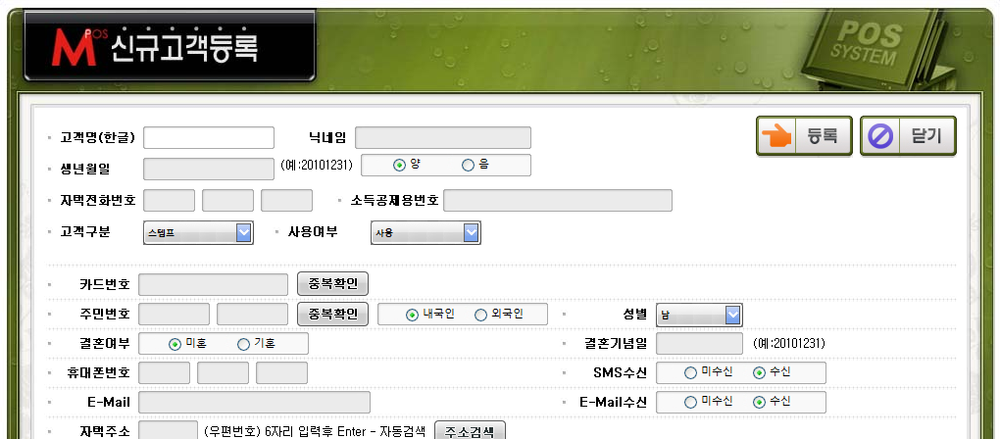 MPOS 신규고객등록
POS
SYSTEM
고객명(한글) 닉네임 등록 닫기
생년월일 (예:20101231) 양 음
자택전화번호 소득공제용번호
고객구분 스템프 사용여부 사용
카드번호 중복확인
주민번호 중복확인 내국인 외국인 성별 남
결혼여부 미혼 기혼 결혼기념일 (예:20101231)
휴대폰번호 SMS수신 미수신 수신
E-Mail E-Mail수신 미수신 수신
자택주소 (우편번호) 6자리 입력후 Enter - 자동검색 주소검색